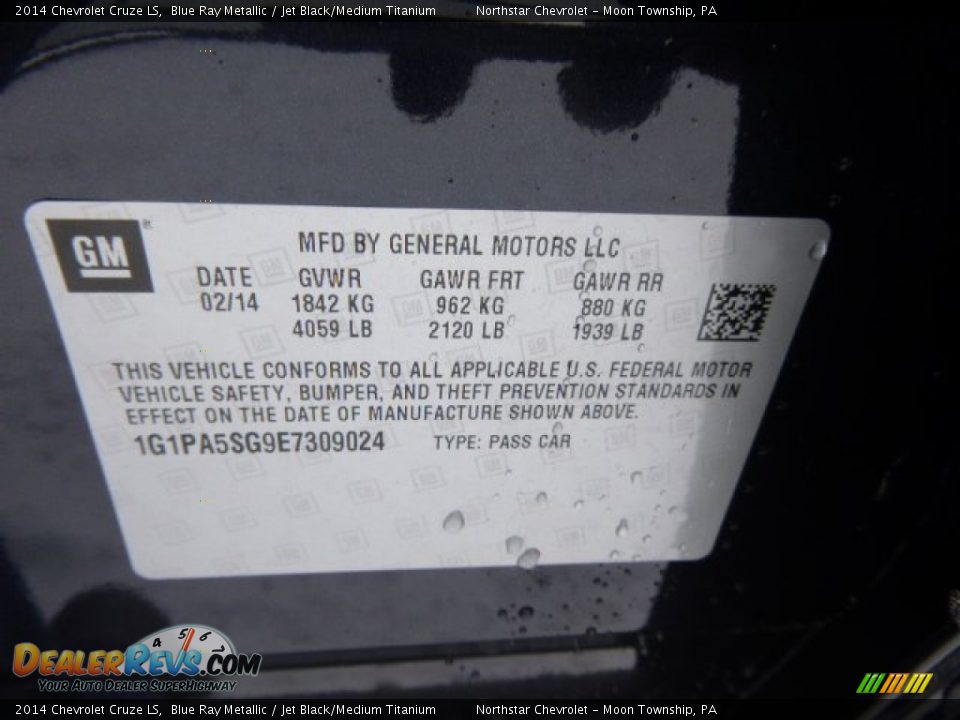 2014 Chevrolet Cruze LS, Blue Ray Metallic / Jet Black/Medium Titanium Northstar Chevrolet - Moon Township, PA
GM
MFD BY GENERAL MOTORS LLC
DATE GVWR GAWR FRT GAWR RR
02/14 1842 KG 962 KG 880 KG
4059 LB 2120 LB 1939 LB
THIS VEHICLE CONFORMS TO ALL APPLICABLE U.S. FEDERAL MOTOR
VEHICLE SAFETY, BUMPER, AND THEFT PREVENTION STANDARDS IN
EFFECT ON THE DATE OF MANUFACTURE SHOWN ABOVE.
1G1PA5SG9E7309024 TYPE: PASS CAR
4 5 6 7
DEALERREVS.COM
YOUR AUTO DEALER SUPERHIGHWAY
2014 Chevrolet Cruze LS, Blue Ray Metallic / Jet Black/Medium Titanium Northstar Chevrolet - Moon Township, PA